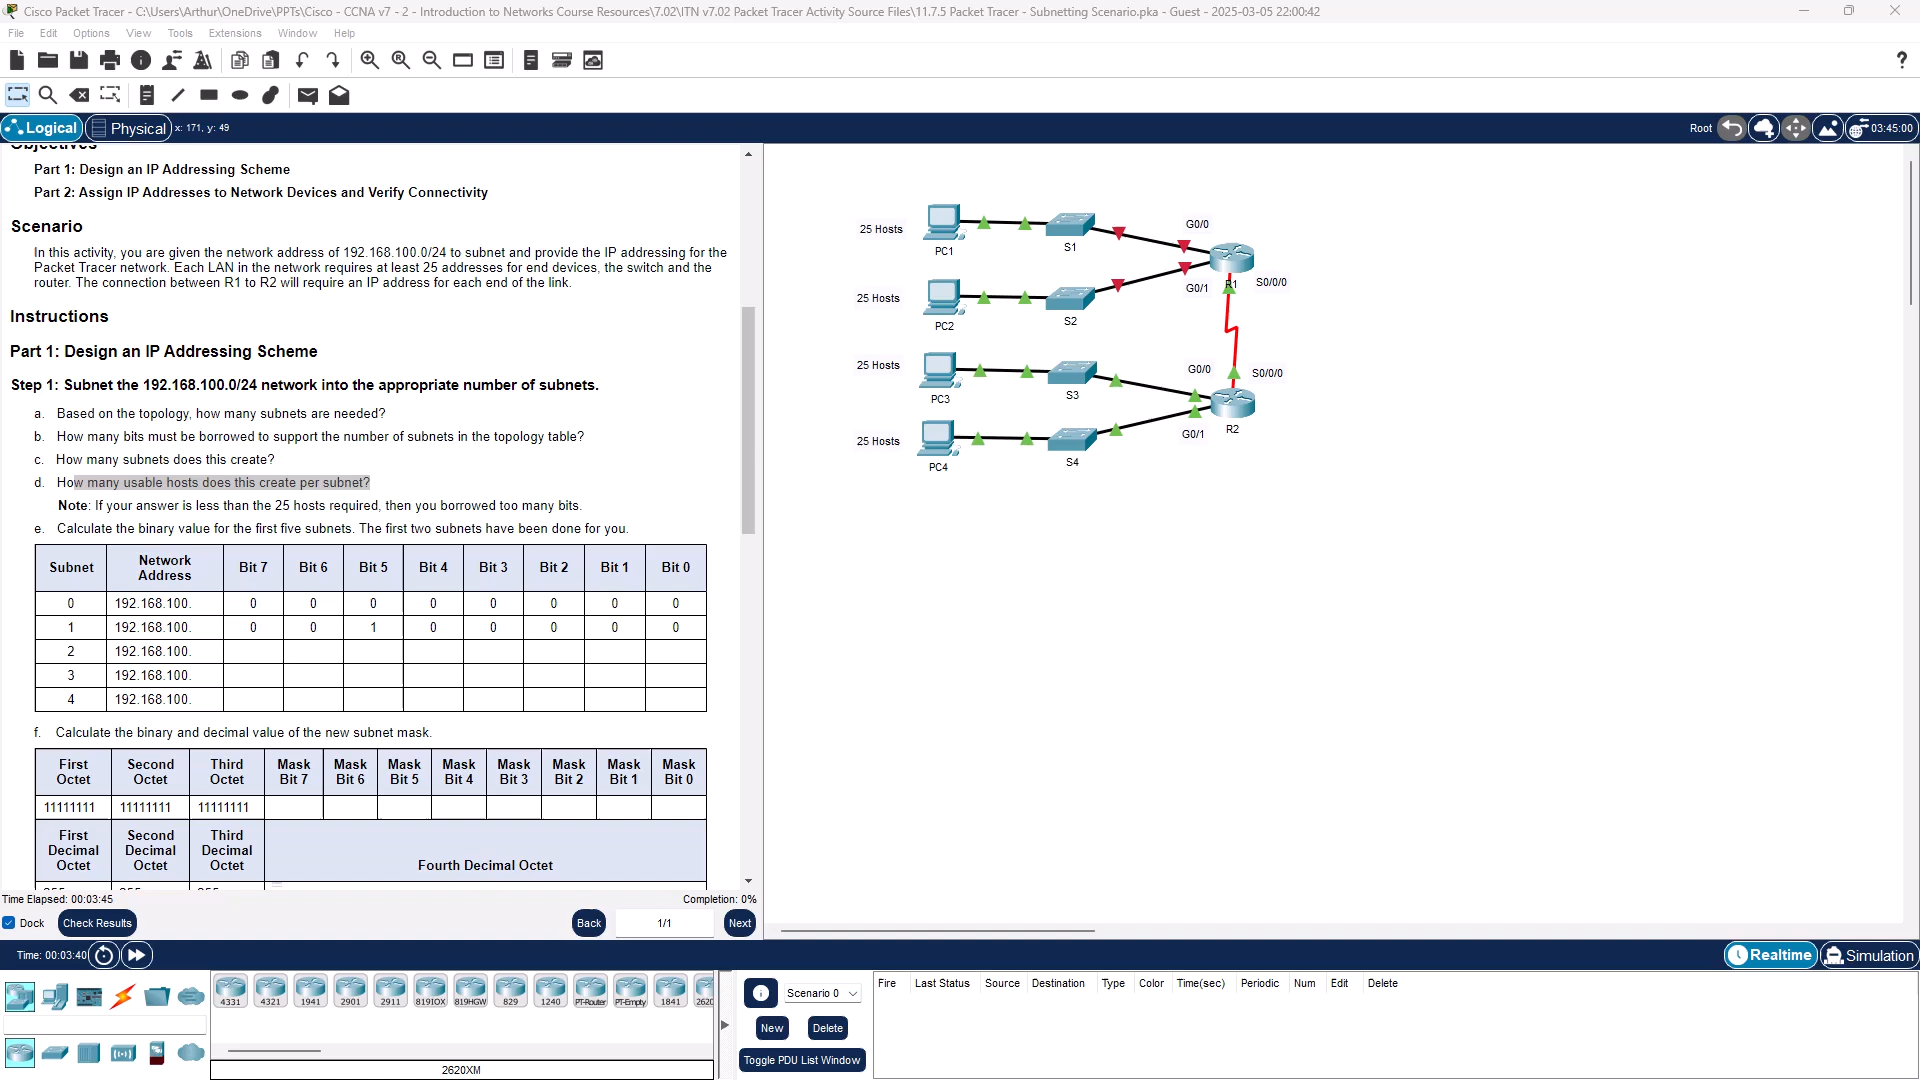 Cisco Packet Tracer - C:\Users\Arthur\OneDrive\PPTs\Cisco - CCNA v7 - 2 - Introduction to Networks Course Resources\7.02\ITN v7.02 Packet Tracer Activity Source Files\11.7.5 Packet Tracer - Subnetting Scenario.pka - Guest - 2025-03-05 22:00:42
File Edit Options View Tools Extensions Window Help
Logical Physical x: 171, y: 49 Root 03:45:00
Objectives
Part 1: Design an IP Addressing Scheme
Part 2: Assign IP Addresses to Network Devices and Verify Connectivity
Scenario
In this activity, you are given the network address of 192.168.100.0/24 to subnet and provide the IP addressing for the
Packet Tracer network. Each LAN in the network requires at least 25 addresses for end devices, the switch and the
router. The connection between R1 to R2 will require an IP address for each end of the link.
Instructions
Part 1: Design an IP Addressing Scheme
Step 1: Subnet the 192.168.100.0/24 network into the appropriate number of subnets.
a. Based on the topology, how many subnets are needed?
b. How many bits must be borrowed to support the number of subnets in the topology table?
c. How many subnets does this create?
d. How many usable hosts does this create per subnet?
Note: If your answer is less than the 25 hosts required, then you borrowed too many bits.
e. Calculate the binary value for the first five subnets. The first two subnets have been done for you.
Subnet Network Address Bit 7 Bit 6 Bit 5 Bit 4 Bit 3 Bit 2 Bit 1 Bit 0
0 192.168.100. 0 0 0 0 0 0 0 0
1 192.168.100. 0 0 1 0 0 0 0 0
2 192.168.100.
3 192.168.100.
4 192.168.100.
f. Calculate the binary and decimal value of the new subnet mask.
First Octet Second Octet Third Octet Mask Bit 7 Mask Bit 6 Mask Bit 5 Mask Bit 4 Mask Bit 3 Mask Bit 2 Mask Bit 1 Mask Bit 0
11111111 11111111 11111111
First Decimal Octet Second Decimal Octet Third Decimal Octet Fourth Decimal Octet
255 255 255
Time Elapsed: 00:03:45 Completion: 0%
Dock Check Results Back 1/1 Next
25 Hosts PC1 S1 G0/0
25 Hosts PC2 S2 G0/1 R1 S0/0/0
25 Hosts PC3 S3 G0/0 S0/0/0
25 Hosts PC4 S4 G0/1 R2
Time: 00:03:40 Realtime Simulation
4331 4321 1941 2901 2911 819IOX 819HGW 829 1240 PT-Router PT-Empty 1841 2620
2620XM
Scenario 0
New Delete
Toggle PDU List Window
Fire Last Status Source Destination Type Color Time(sec) Periodic Num Edit Delete